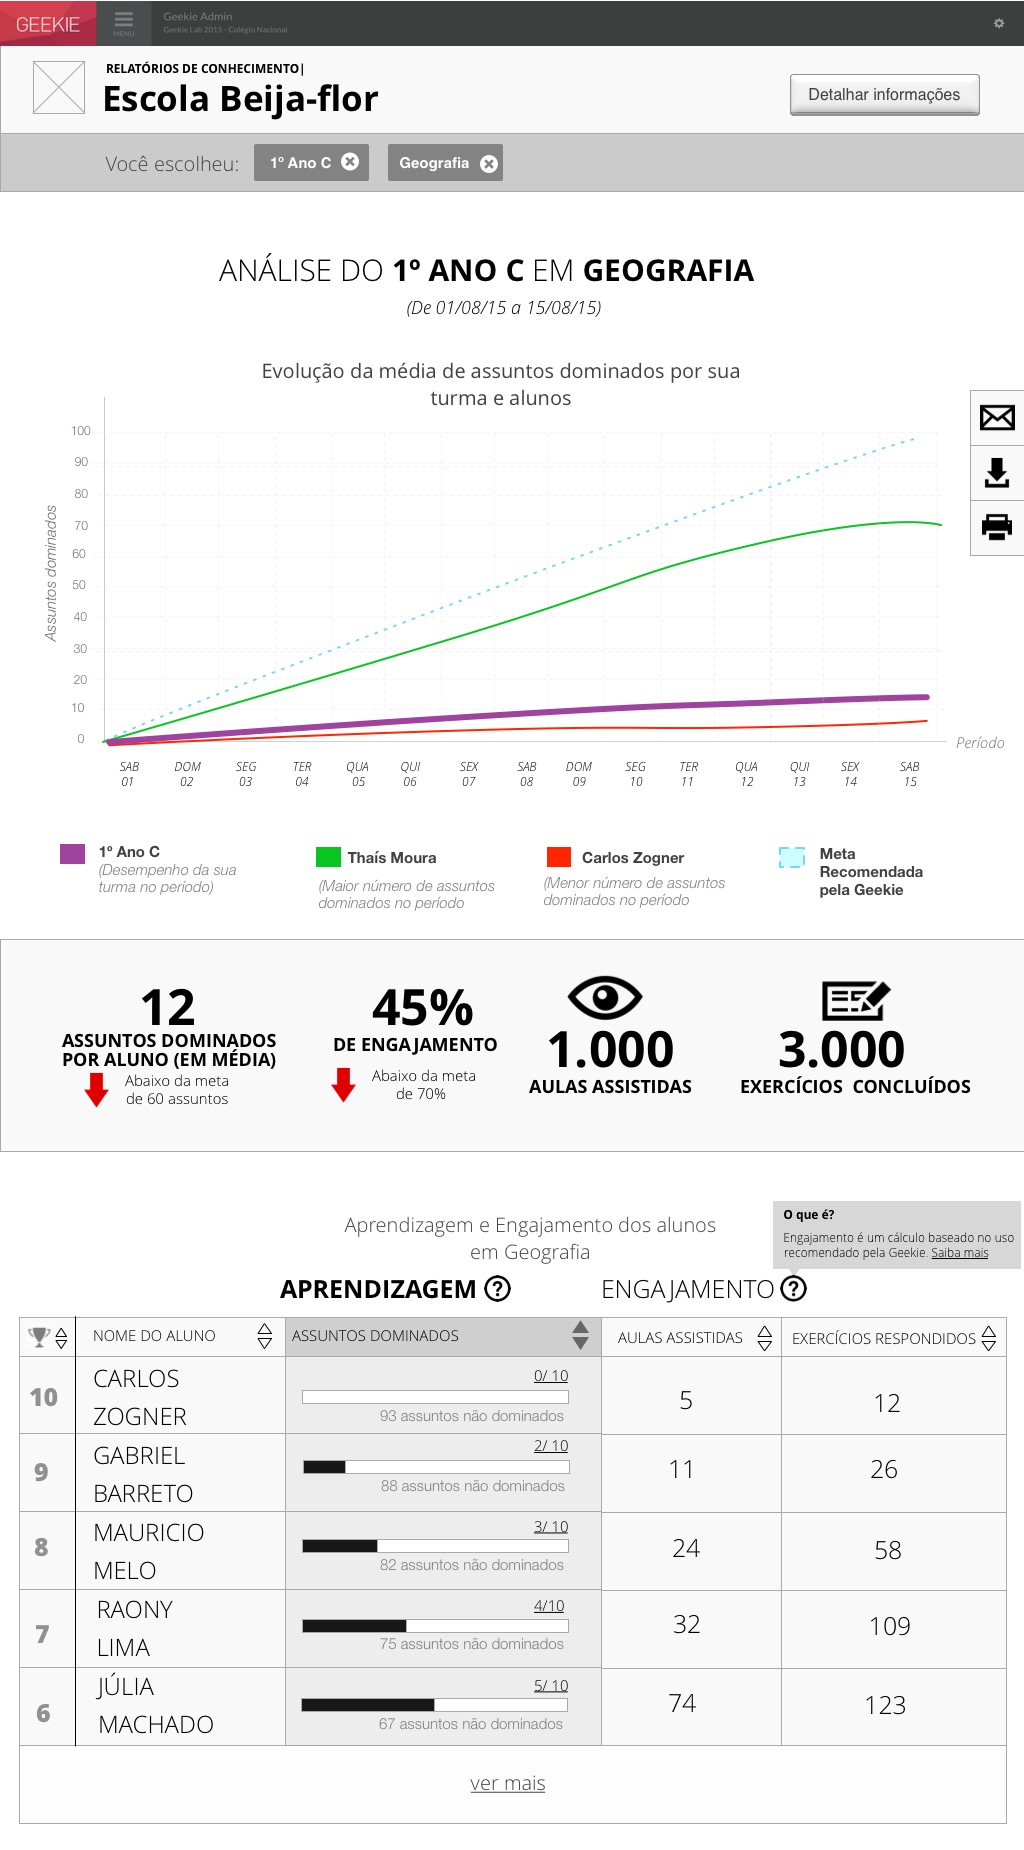 GEEKIE
MENU
Geekie Admin
Geekie Lab 2015 - Colégio Nacional
RELATÓRIOS DE CONHECIMENTO|
Escola Beija-flor
Detalhar informações
Você escolheu:
1º Ano C
Geografia
ANÁLISE DO 1º ANO C EM GEOGRAFIA
(De 01/08/15 a 15/08/15)
Evolução da média de assuntos dominados por sua
turma e alunos
Assuntos dominados
100
90
80
70
60
50
40
30
20
10
0
Período
SAB DOM SEG TER QUA QUI SEX SAB DOM SEG TER QUA QUI SEX SAB
01 02 03 04 05 06 07 08 09 10 11 12 13 14 15
1º Ano C
(Desempenho da sua
turma no período)
Thaís Moura
(Maior número de assuntos
dominados no período
Carlos Zogner
(Menor número de assuntos
dominados no período
Meta
Recomendada
pela Geekie
12
ASSUNTOS DOMINADOS
POR ALUNO (EM MÉDIA)
Abaixo da meta
de 60 assuntos
45%
DE ENGAJAMENTO
Abaixo da meta
de 70%
1.000
AULAS ASSISTIDAS
3.000
EXERCÍCIOS CONCLUÍDOS
Aprendizagem e Engajamento dos alunos
em Geografia
O que é?
Engajamento é um cálculo baseado no uso
recomendado pela Geekie. Saiba mais
APRENDIZAGEM ?
ENGAJAMENTO ?
NOME DO ALUNO ASSUNTOS DOMINADOS AULAS ASSISTIDAS EXERCÍCIOS RESPONDIDOS
10
CARLOS
ZOGNER
0/ 10
93 assuntos não dominados
5
12
9
GABRIEL
BARRETO
2/ 10
88 assuntos não dominados
11
26
8
MAURICIO
MELO
3/ 10
82 assuntos não dominados
24
58
7
RAONY
LIMA
4/10
75 assuntos não dominados
32
109
6
JÚLIA
MACHADO
5/ 10
67 assuntos não dominados
74
123
ver mais